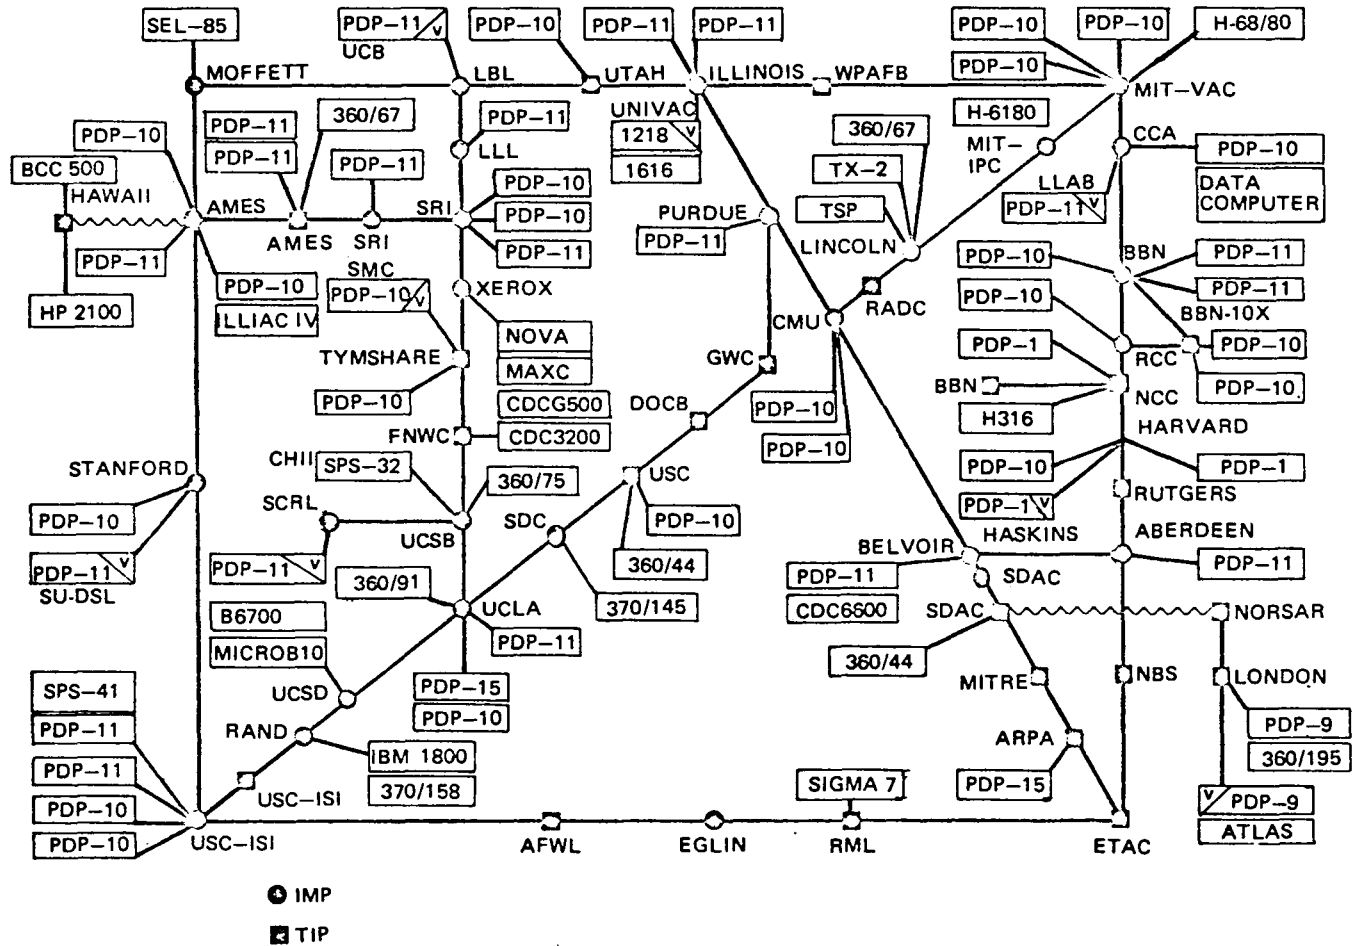 SEL-85
PDP-11 V
PDP-10
PDP-11
PDP-11
PDP-10
PDP-10
H-68/80
UCB
PDP-10
MOFFETT
LBL
UTAH
ILLINOIS
WPAFB
MIT-VAC
UNIVAC
H-6180
PDP-10
PDP-11
360/67
PDP-11
1218 V
360/67
MIT-IPC
CCA
PDP-10
BCC 500
PDP-11
PDP-11
LLL
1616
TX-2
LLAB
DATA
COMPUTER
HAWAII
PDP-10
TSP
PDP-11 V
AMES
SRI
PDP-10
PURDUE
LINCOLN
AMES
SRI
PDP-11
PDP-11
PDP-10
BBN
PDP-11
PDP-11
SMC
PDP-10
PDP-10 V
XEROX
RADC
PDP-10
PDP-11
HP 2100
ILLIAC IV
CMU
BBN-10X
NOVA
PDP-1
RCC
PDP-10
TYMSHARE
MAXC
GWC
BBN
NCC
PDP-10
PDP-10
CDCG500
DOCB
PDP-10
H316
FNWC
CDC3200
PDP-10
HARVARD
CHII
SPS-32
PDP-10
PDP-1
STANFORD
360/75
USC
PDP-1 V
RUTGERS
SCRL
PDP-10
SDC
PDP-10
UCSB
HASKINS
ABERDEEN
BELVOIR
PDP-11 V
PDP-11 V
360/44
PDP-11
SDAC
PDP-11
SU-DSL
360/91
370/145
CDC6600
SDAC
NORSAR
UCLA
B6700
PDP-11
360/44
MICROB10
MITRE
NBS
LONDON
UCSD
PDP-15
SPS-41
PDP-10
PDP-9
PDP-11
RAND
ARPA
IBM 1800
360/195
PDP-11
370/158
SIGMA 7
PDP-15
USC-ISI
V PDP-9
PDP-10
PDP-10
ATLAS
USC-ISI
AFWL
EGLIN
RML
ETAC
IMP
TIP